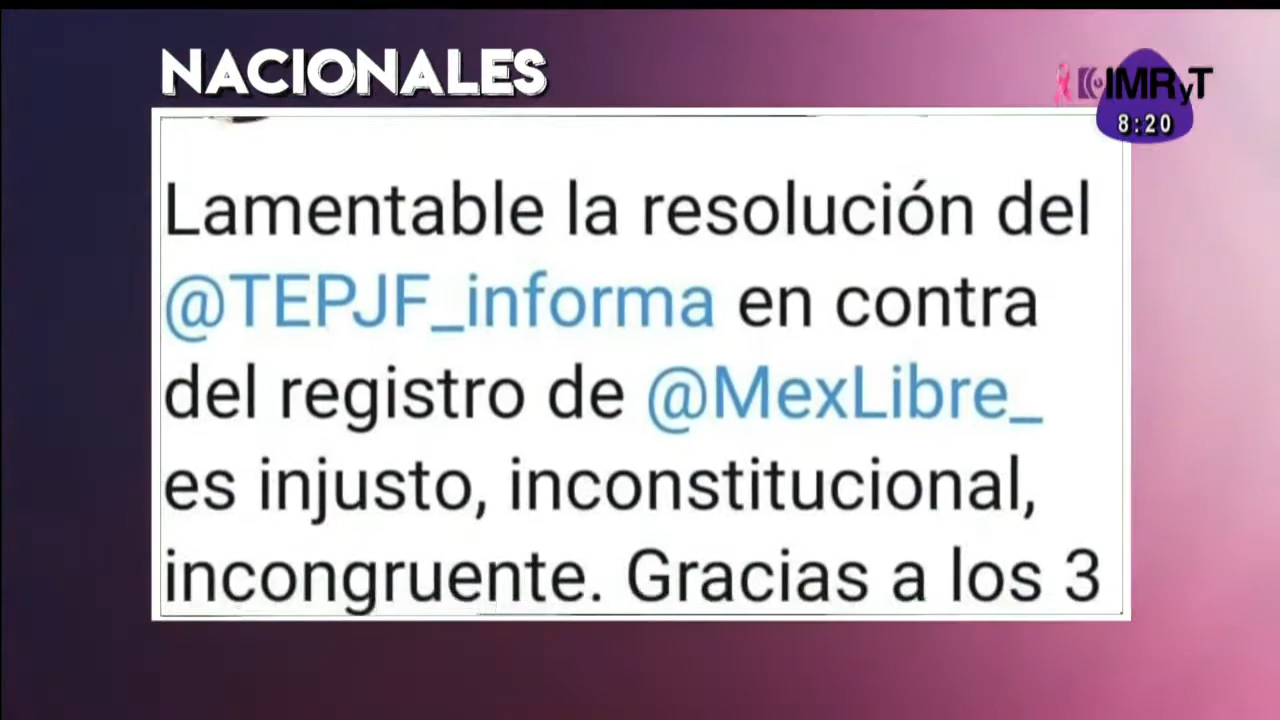 NACIONALES
IMRyT
8:20
Lamentable la resolución del
@TEPJF_informa en contra
del registro de @MexLibre_
es injusto, inconstitucional,
incongruente. Gracias a los 3